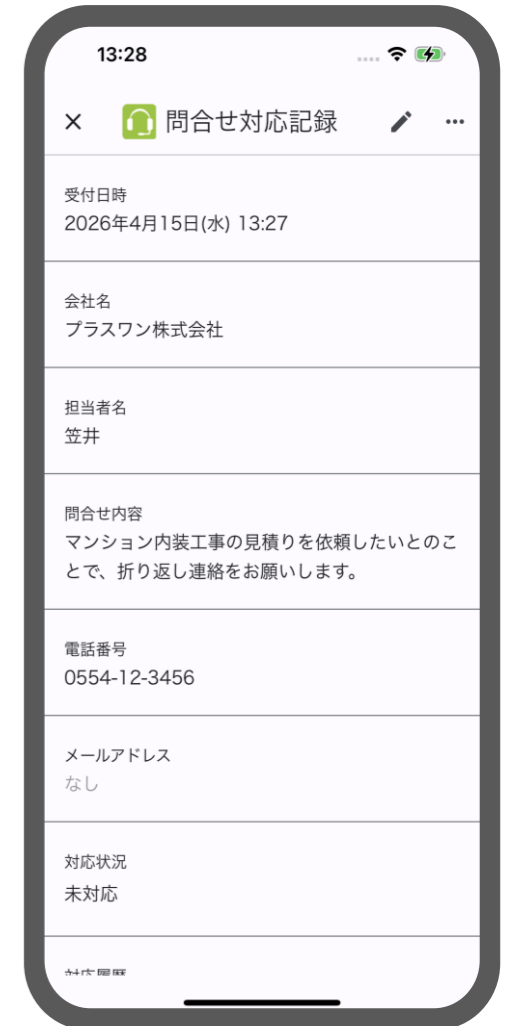 13:28
問合せ対応記録
受付日時
2026年4月15日(水) 13:27
会社名
プラスワン株式会社
担当者名
笠井
問合せ内容
マンション内装工事の見積りを依頼したいとのこ
とで、折り返し連絡をお願いします。
電話番号
0554-12-3456
メールアドレス
なし
対応状況
未対応
対応履歴